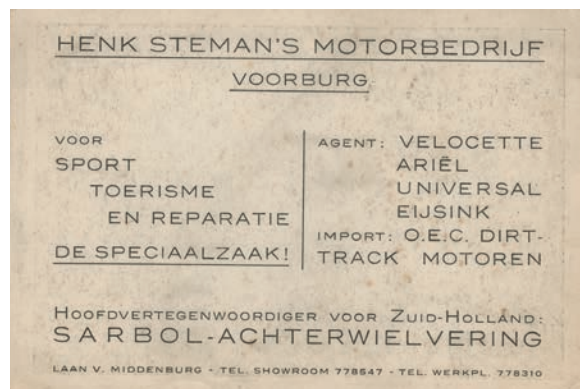 HENK STEMAN'S MOTORBEDRIJF
VOORBURG
VOOR
SPORT
TOERISME
EN REPARATIE
DE SPECIAALZAAK!
AGENT: VELOCETTE
ARIËL
UNIVERSAL
EIJSINK
IMPORT: O.E.C. DIRT-
TRACK MOTOREN
HOOFDVERTEGENWOORDIGER VOOR ZUID-HOLLAND:
SARBOL-ACHTERWIELVERING
LAAN V. MIDDENBURG - TEL. SHOWROOM 778547 - TEL. WERKPL. 778310